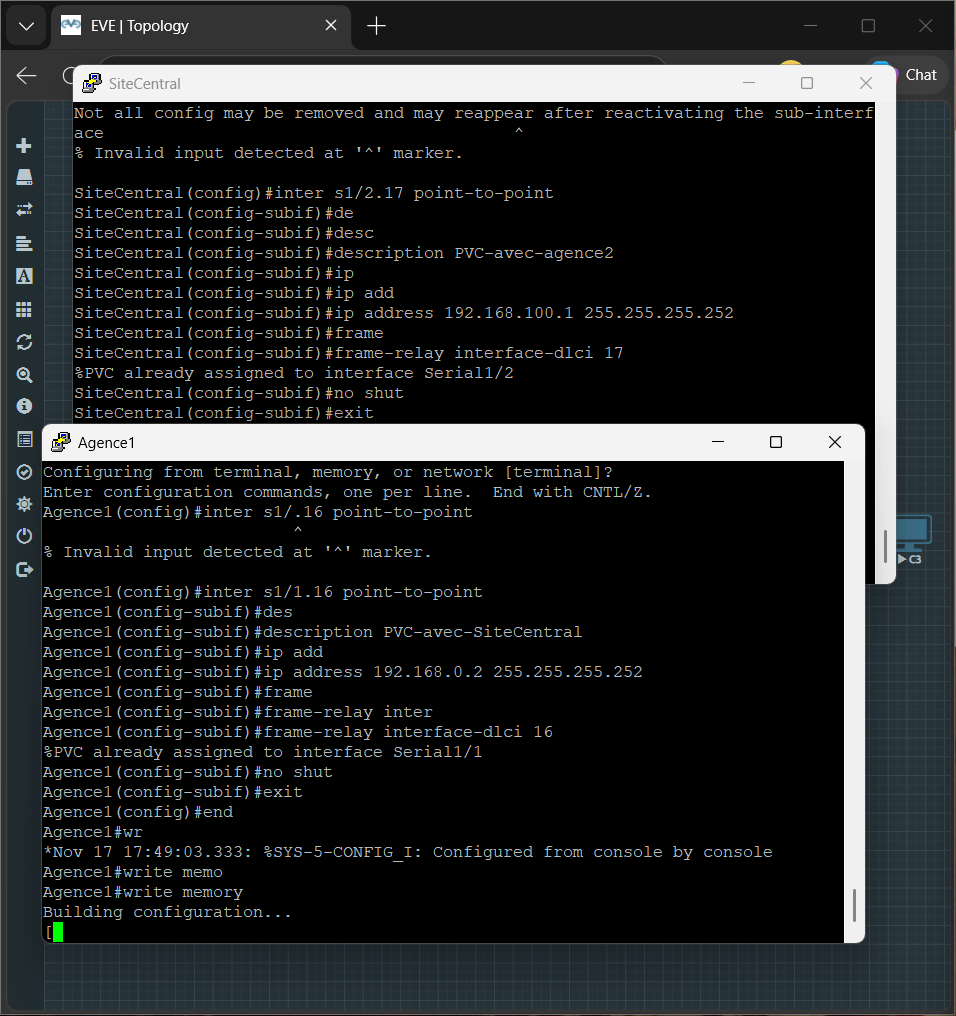 EVE | Topology
Chat
SiteCentral
Not all config may be removed and may reappear after reactivating the sub-interf
ace                                                    ^
% Invalid input detected at '^' marker.
SiteCentral(config)#inter s1/2.17 point-to-point
SiteCentral(config-subif)#de
SiteCentral(config-subif)#desc
SiteCentral(config-subif)#description PVC-avec-agence2
SiteCentral(config-subif)#ip
SiteCentral(config-subif)#ip add
SiteCentral(config-subif)#ip address 192.168.100.1 255.255.255.252
SiteCentral(config-subif)#frame
SiteCentral(config-subif)#frame-relay interface-dlci 17
%PVC already assigned to interface Serial1/2
SiteCentral(config-subif)#no shut
SiteCentral(config-subif)#exit
Agence1
Configuring from terminal, memory, or network [terminal]?
Enter configuration commands, one per line.  End with CNTL/Z.
Agence1(config)#inter s1/.16 point-to-point
^
% Invalid input detected at '^' marker.
Agence1(config)#inter s1/1.16 point-to-point
Agence1(config-subif)#des
Agence1(config-subif)#description PVC-avec-SiteCentral
Agence1(config-subif)#ip add
Agence1(config-subif)#ip address 192.168.0.2 255.255.255.252
Agence1(config-subif)#frame
Agence1(config-subif)#frame-relay inter
Agence1(config-subif)#frame-relay interface-dlci 16
%PVC already assigned to interface Serial1/1
Agence1(config-subif)#no shut
Agence1(config-subif)#exit
Agence1(config)#end
Agence1#wr
*Nov 17 17:49:03.333: %SYS-5-CONFIG_I: Configured from console by console
Agence1#write memo
Agence1#write memory
Building configuration...
[
C3